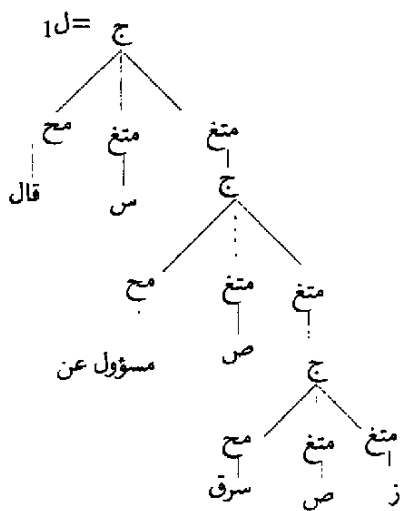 ج =ل1
متغ متغ مح
ج
س قال
متغ متغ مح
ص مسؤول عن
ج
متغ متغ مح
ز ص سرق